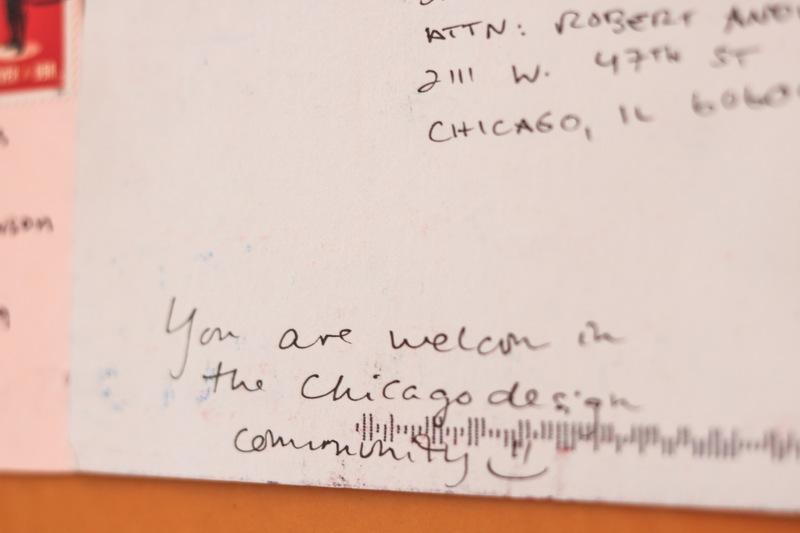 ATTN: ROBERT
2111 W. 47TH ST
CHICAGO, IL
You are welcom in
the Chicago design
community